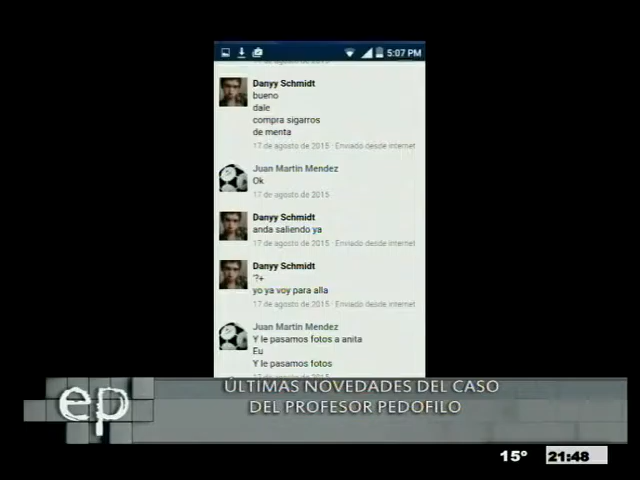 5:07 PM
Danyy Schmidt
bueno
dale
compra sigarros
de menta
17 de agosto de 2015 · Enviado desde internet
Juan Martin Mendez
Ok
17 de agosto de 2015
Danyy Schmidt
anda saliendo ya
17 de agosto de 2015 · Enviado desde internet
Danyy Schmidt
'?+
yo ya voy para alla
17 de agosto de 2015 · Enviado desde internet
Juan Martin Mendez
Y le pasamos fotos a anita
Eu
Y le pasamos fotos
ep
ÚLTIMAS NOVEDADES DEL CASO
DEL PROFESOR PEDOFILO
15° 21:48